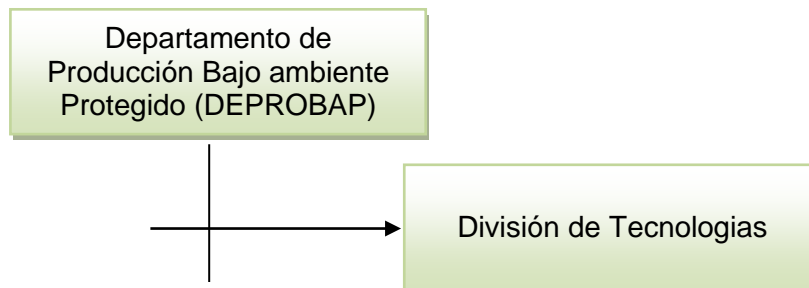 Departamento de
Producción Bajo ambiente
Protegido (DEPROBAP)
División de Tecnologias